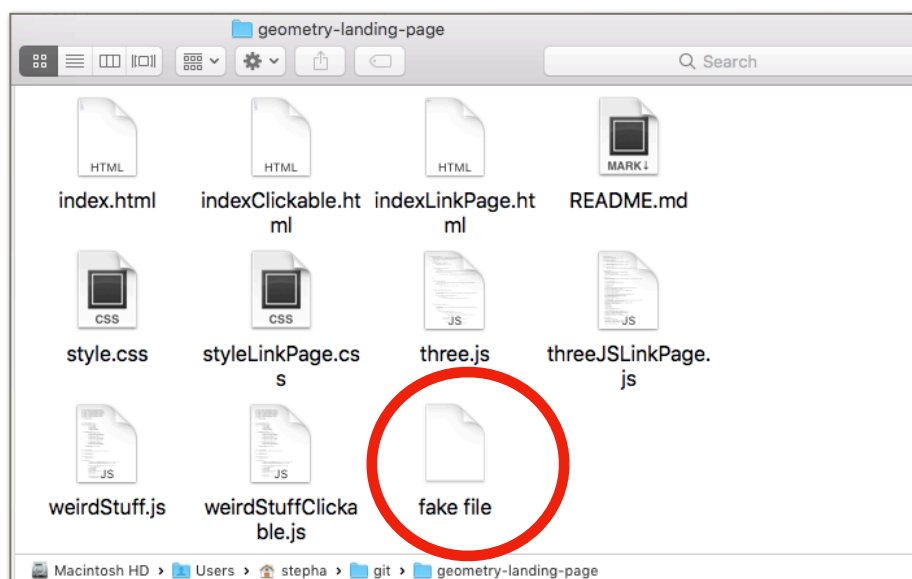 geometry-landing-page
Search
HTML HTML HTML MARK↓
index.html indexClickable.ht indexLinkPage.ht README.md
ml ml
CSS CSS JS JS
style.css styleLinkPage.cs three.js threeJSLinkPage.
s js
JS JS
weirdStuff.js weirdStuffClicka fake file
ble.js
Macintosh HD › Users › stepha › git › geometry-landing-page